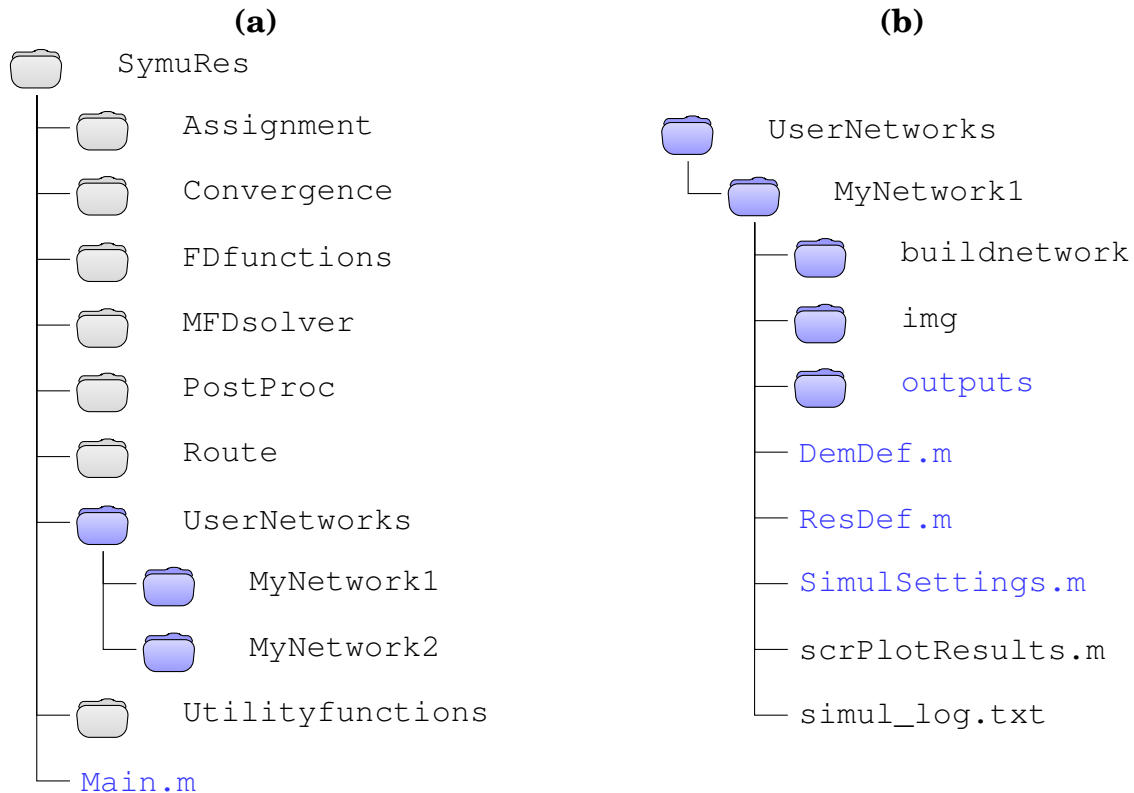 (a)
SymuRes
Assignment
Convergence
FDfunctions
MFDsolver
PostProc
Route
UserNetworks
MyNetwork1
MyNetwork2
Utilityfunctions
Main.m
(b)
UserNetworks
MyNetwork1
buildnetwork
img
outputs
DemDef.m
ResDef.m
SimulSettings.m
scrPlotResults.m
simul_log.txt